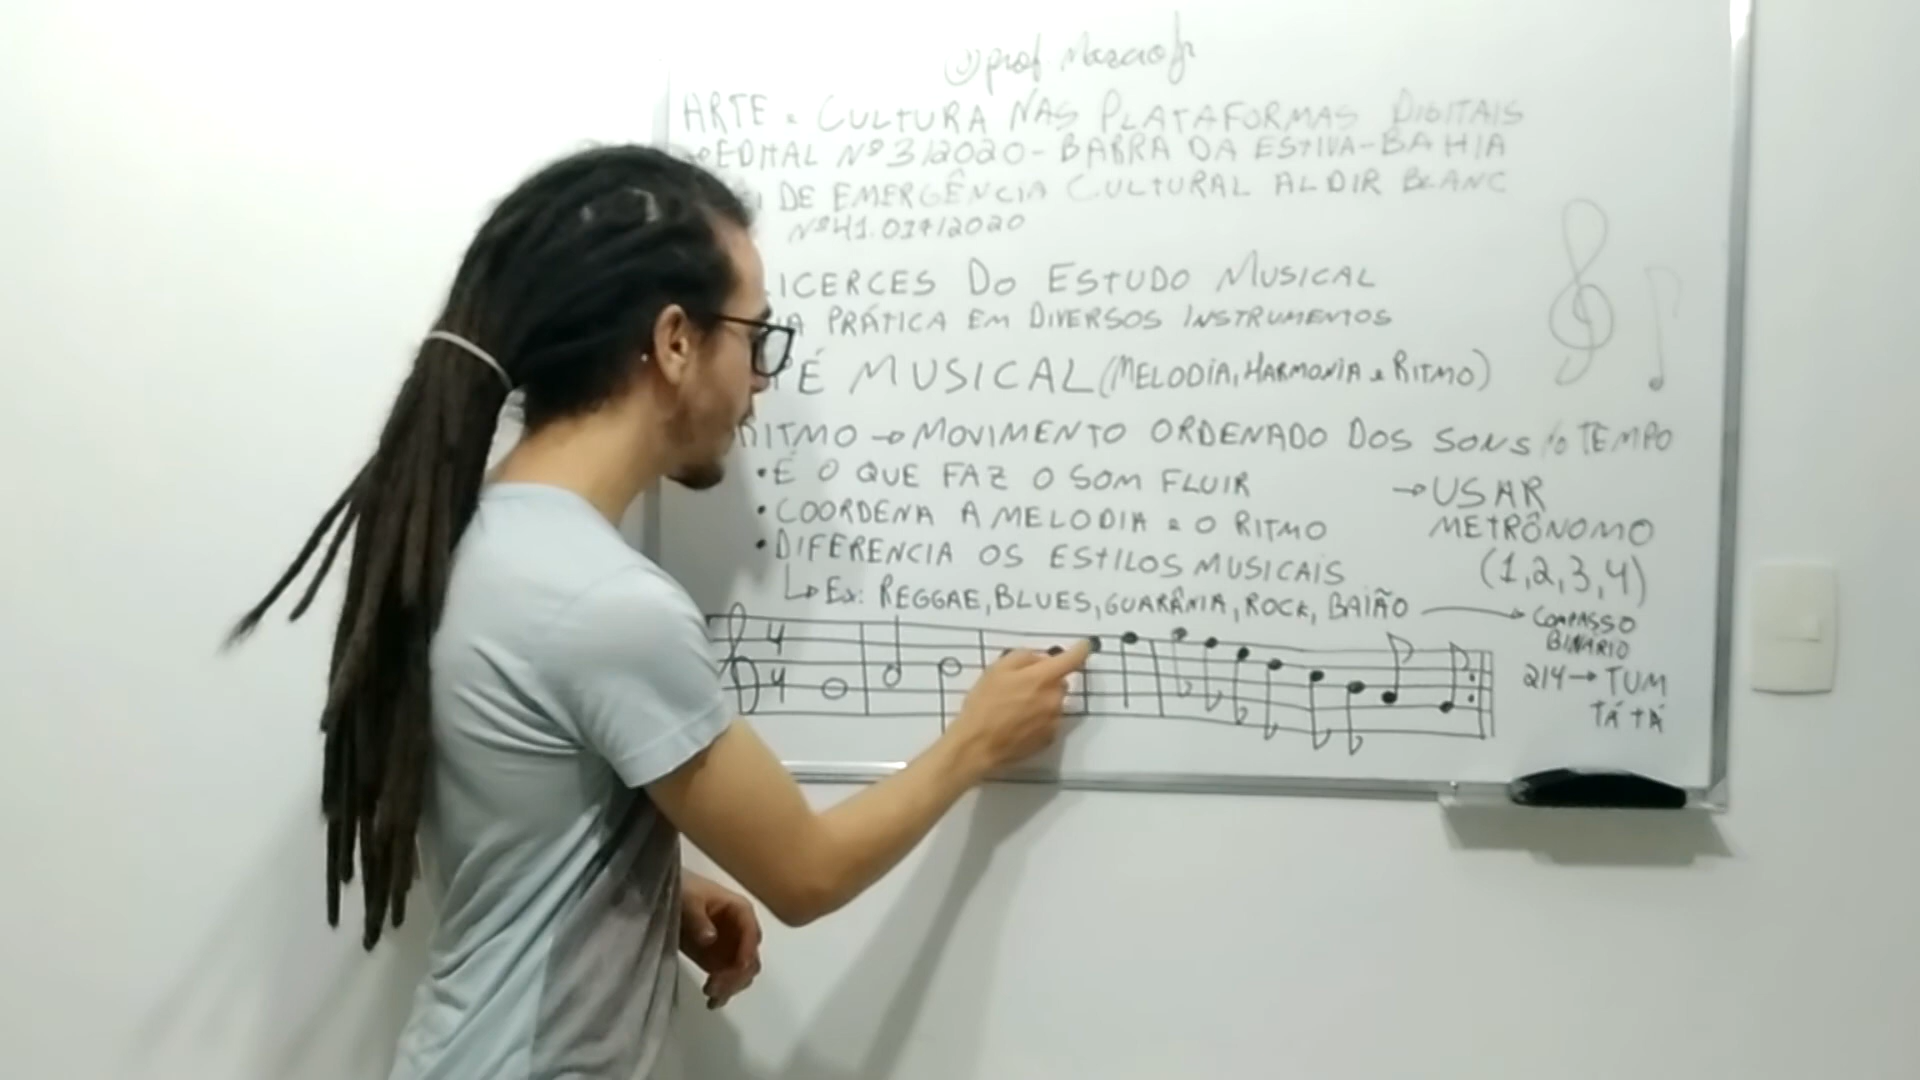 prof Marcio Jr
ARTE e CULTURA NAS PLATAFORMAS DIGITAIS
EDITAL Nº 3/2020 - BARRA DA ESTIVA - BAHIA
DE EMERGÊNCIA CULTURAL ALDIR BLANC
Nº 41.017/2020
ICERCES DO ESTUDO MUSICAL
PRÁTICA EM DIVERSOS INSTRUMENTOS
PÉ MUSICAL (MELODIA, HARMONIA e RITMO)
RITMO → MOVIMENTO ORDENADO DOS SONS TEMPO
• É O QUE FAZ O SOM FLUIR
• COORDENA A MELODIA e O RITMO
• DIFERENCIA OS ESTILOS MUSICAIS
Ex: REGGAE, BLUES, GUARÂNIA, ROCK, BAIÃO
→ USAR
METRÔNOMO
(1,2,3,4)
COMPASSO
BINÁRIO
2/4 → TUM
TÁ TÁ
4
4